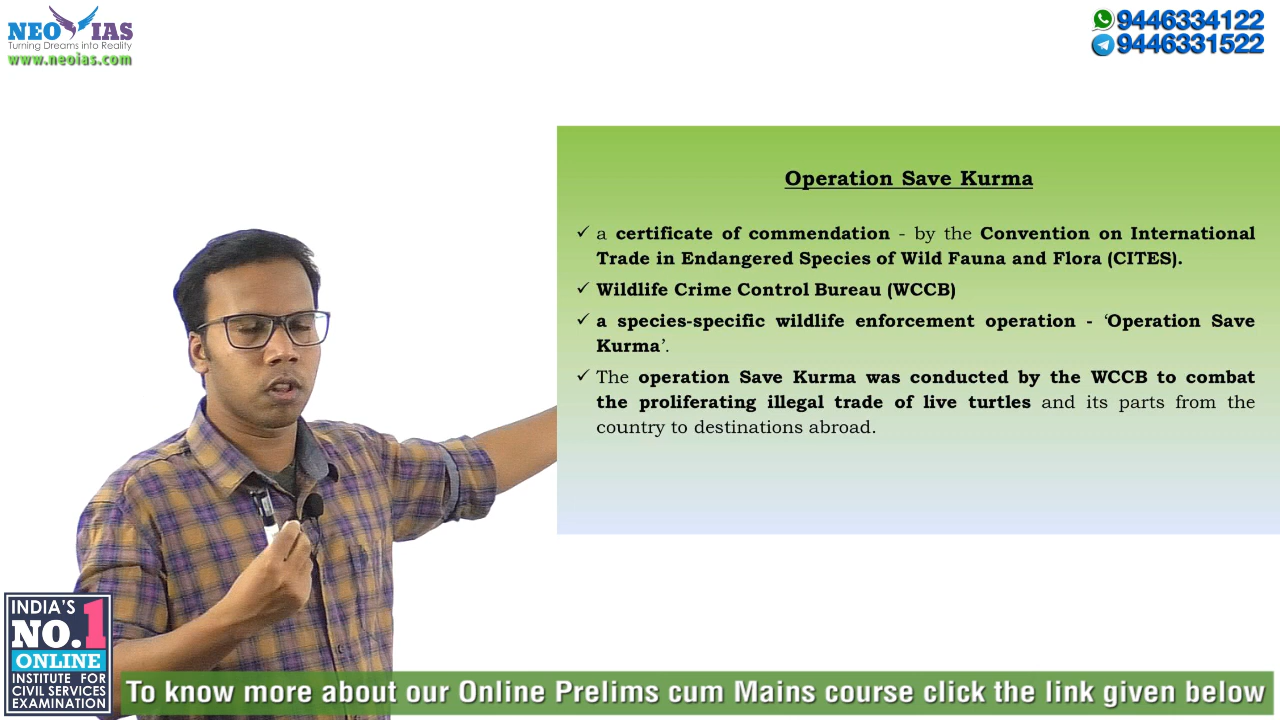 NEO IAS
Turning Dreams into Reality
www.neoias.com
9446334122
9446331522
Operation Save Kurma
✓ a certificate of commendation - by the Convention on International
Trade in Endangered Species of Wild Fauna and Flora (CITES).
✓ Wildlife Crime Control Bureau (WCCB)
✓ a species-specific wildlife enforcement operation - ‘Operation Save
Kurma’.
✓ The operation Save Kurma was conducted by the WCCB to combat
the proliferating illegal trade of live turtles and its parts from the
country to destinations abroad.
INDIA'S
NO.1
ONLINE
INSTITUTE FOR
CIVIL SERVICES
EXAMINATION
To know more about our Online Prelims cum Mains course click the link given below